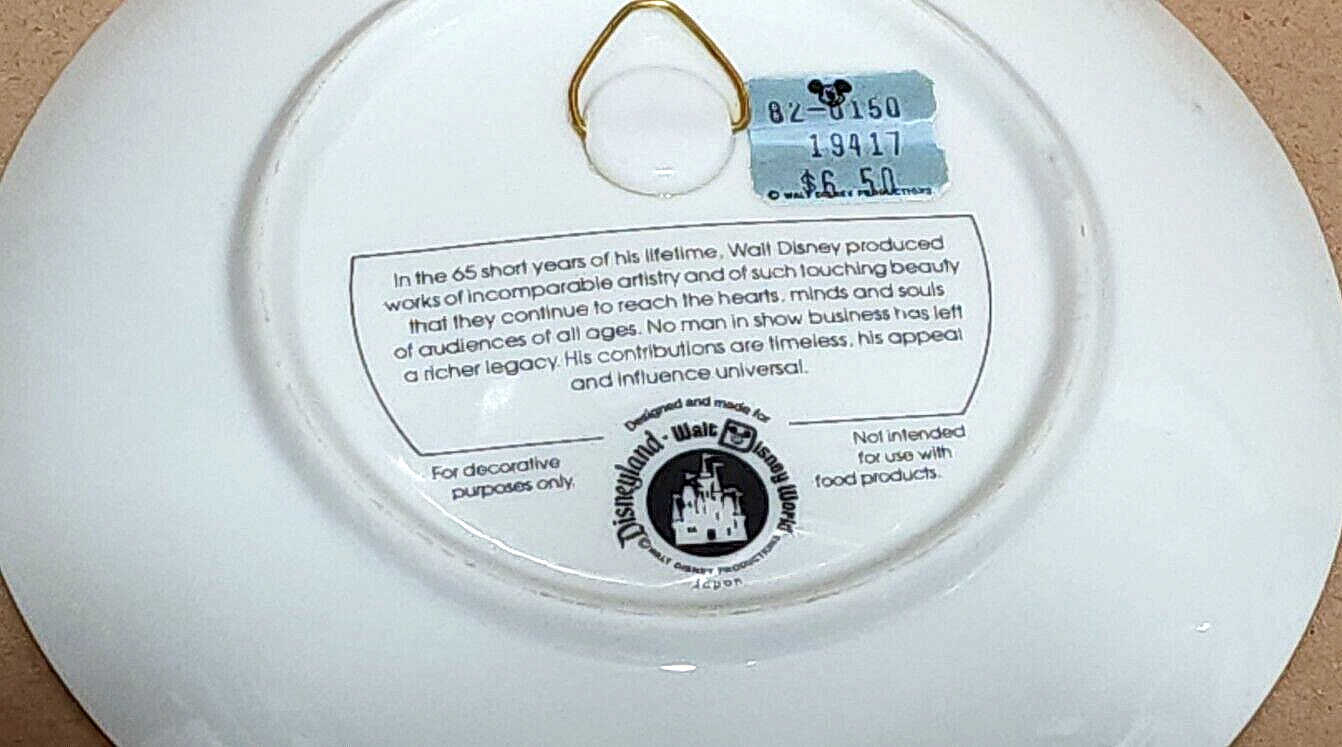 82-0150
19417
$6.50
© WALT DISNEY PRODUCTIONS
In the 65 short years of his lifetime, Walt Disney produced
works of incomparable artistry and of such touching beauty
that they continue to reach the hearts, minds and souls
of audiences of all ages. No man in show business has left
a richer legacy. His contributions are timeless, his appeal
and influence universal.
For decorative
purposes only.
Designed and made for
Disneyland · Walt Disney World
© WALT DISNEY PRODUCTIONS
Japan
Not intended
for use with
food products.